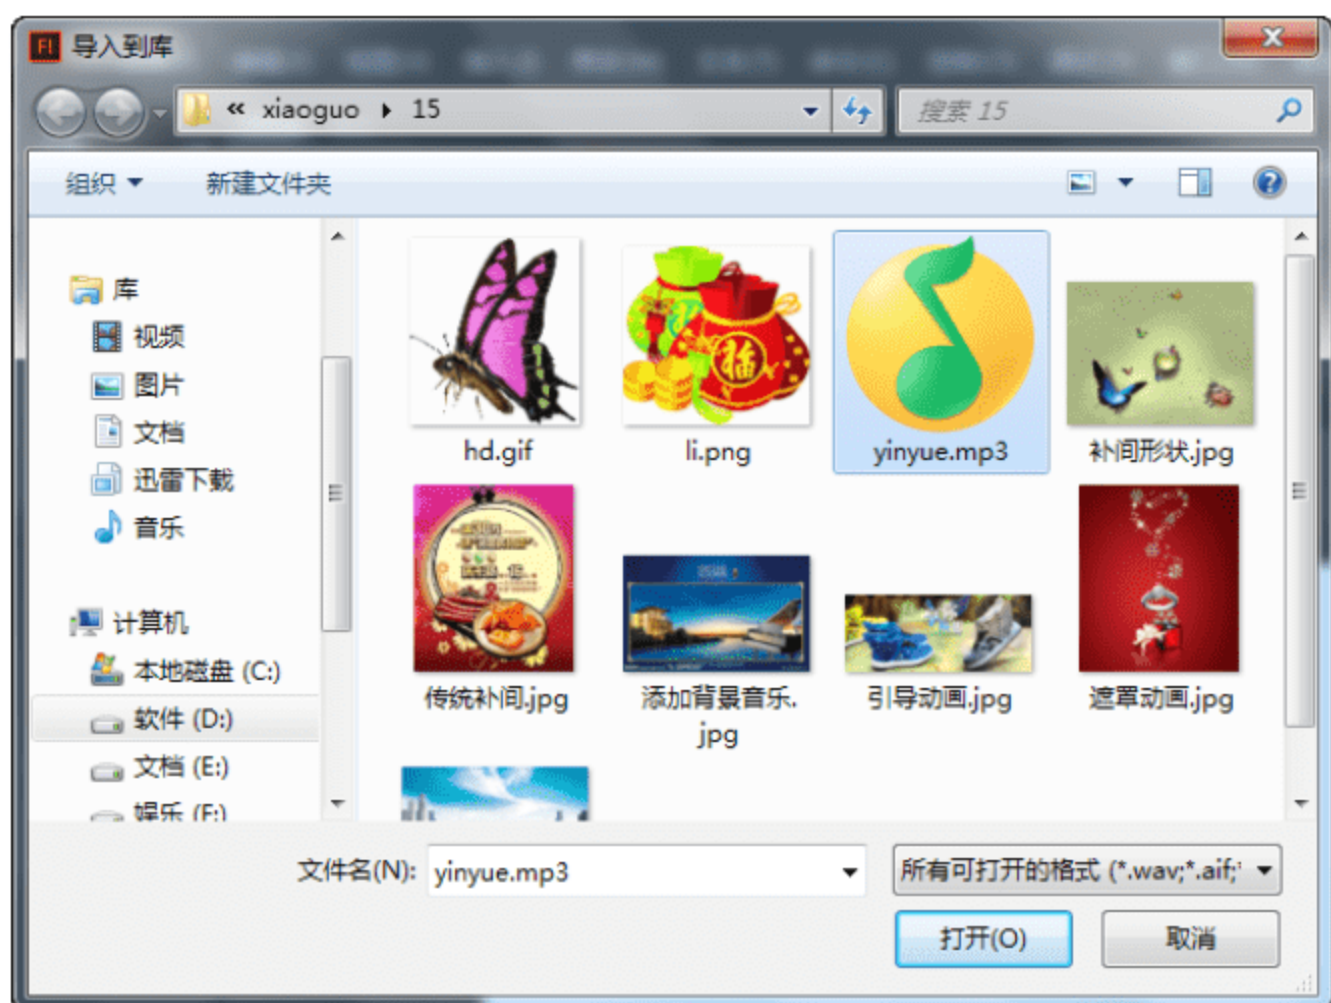 Fl 导入到库
« xiaoguo 15
搜索 15
组织
新建文件夹
库
视频
图片
文档
迅雷下载
音乐
计算机
本地磁盘 (C:)
软件 (D:)
文档 (E:)
娱乐 (F:)
hd.gif
li.png
yinyue.mp3
补间形状.jpg
福
传统补间.jpg
添加背景音乐.
jpg
引导动画.jpg
遮罩动画.jpg
文件名(N):
yinyue.mp3
所有可打开的格式 (*.wav;*.aif;*
打开(O)
取消